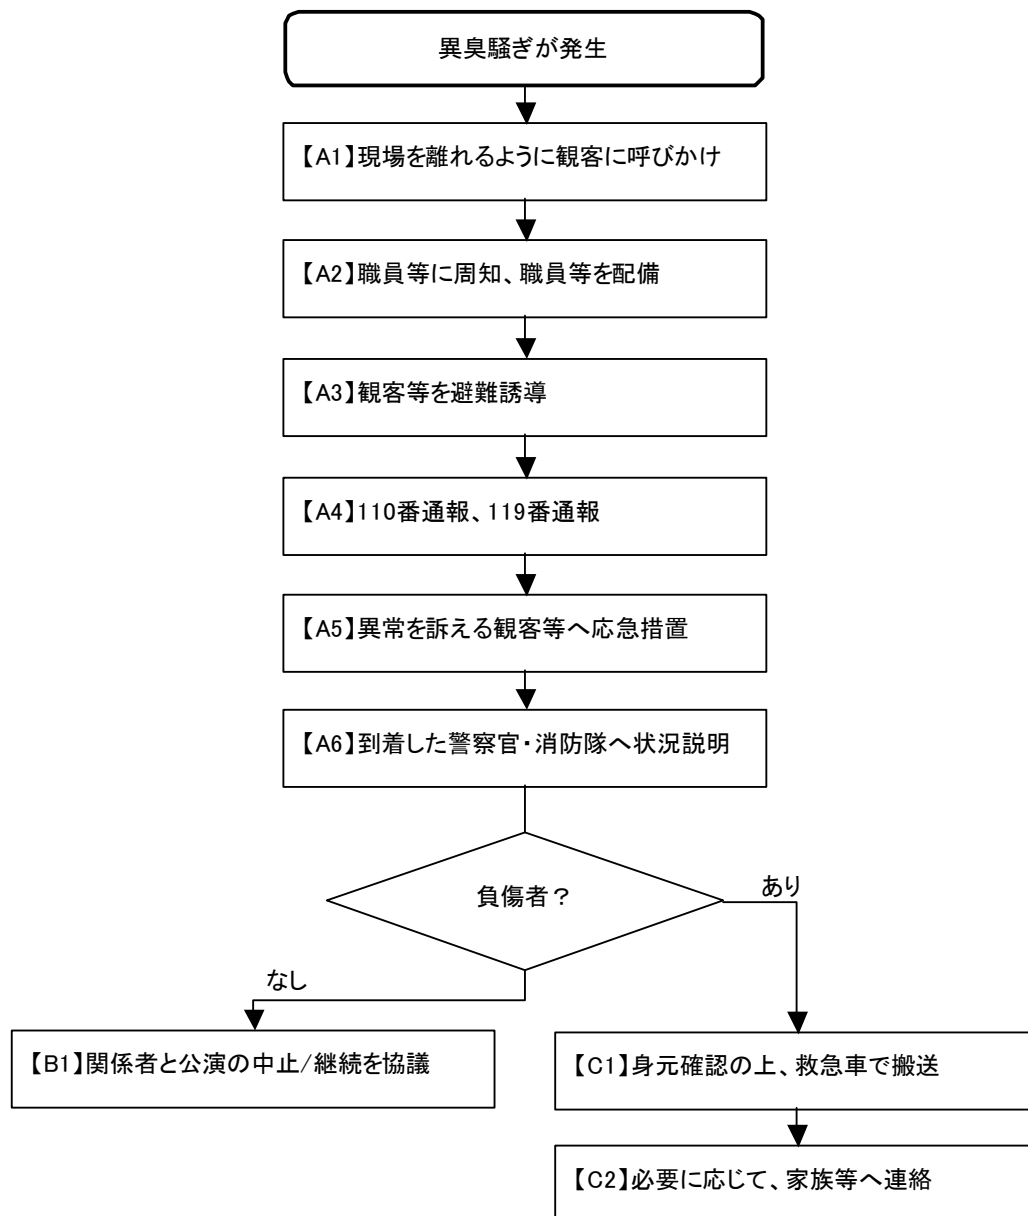 異臭騒ぎが発生
【A1】現場を離れるように観客に呼びかけ
【A2】職員等に周知、職員等を配備
【A3】観客等を避難誘導
【A4】110番通報、119番通報
【A5】異常を訴える観客等へ応急措置
【A6】到着した警察官・消防隊へ状況説明
負傷者？
あり
なし
【B1】関係者と公演の中止/継続を協議
【C1】身元確認の上、救急車で搬送
【C2】必要に応じて、家族等へ連絡